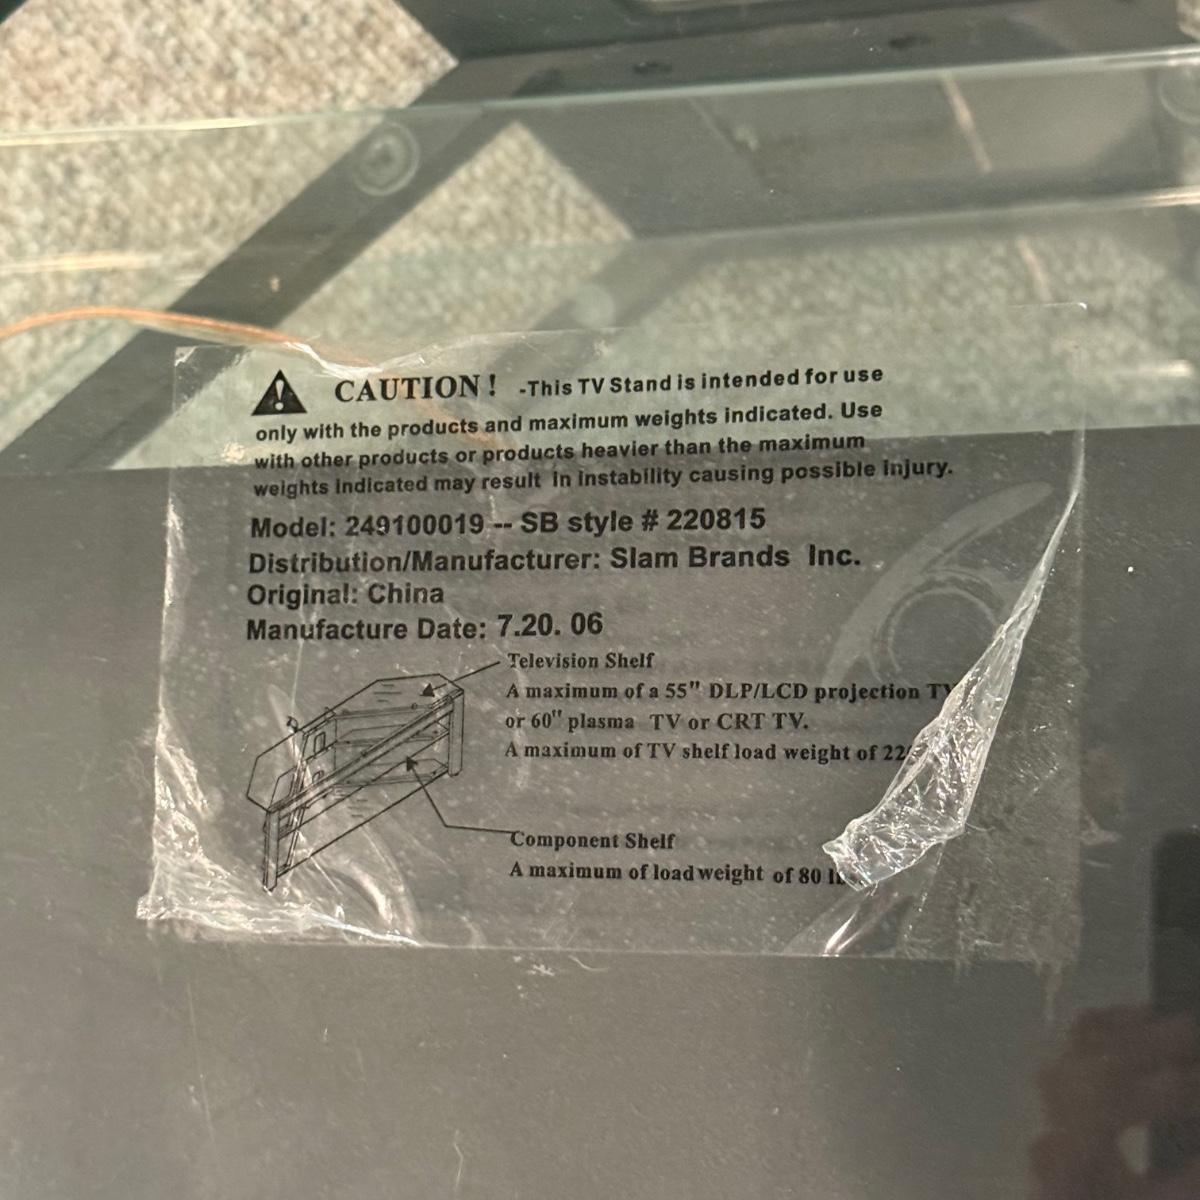 CAUTION! -This TV Stand is intended for use
only with the products and maximum weights indicated. Use
with other products or products heavier than the maximum
weights indicated may result in instability causing possible injury.
Model: 249100019 -- SB style # 220815
Distribution/Manufacturer: Slam Brands Inc.
Original: China
Manufacture Date: 7.20. 06
Television Shelf
A maximum of a 55" DLP/LCD projection TV
or 60" plasma TV or CRT TV.
A maximum of TV shelf load weight of
Component Shelf
A maximum of load weight of 80